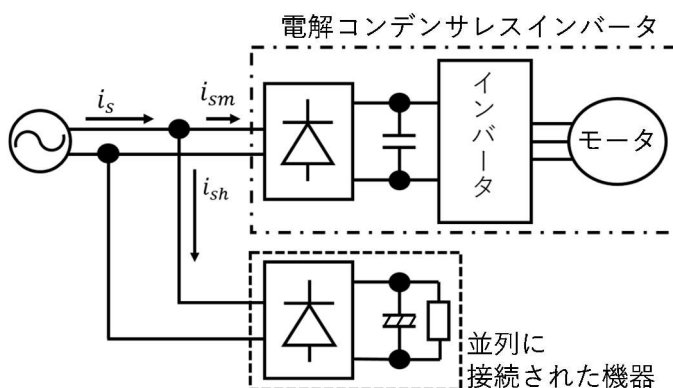 電解コンデンサレスインバータ
i_s
i_sm
インバータ
モータ
i_sh
並列に
接続された機器